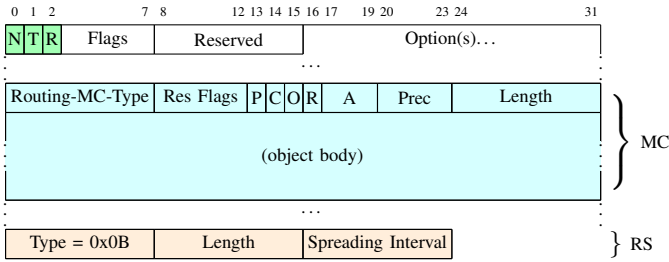 0 1 2 7 8 12 13 14 15 16 17 19 20 23 24 31
N T R Flags Reserved Option(s)...
...
Routing-MC-Type Res Flags P C O R A Prec Length
(object body)
MC
...
Type = 0x0B Length Spreading Interval
RS